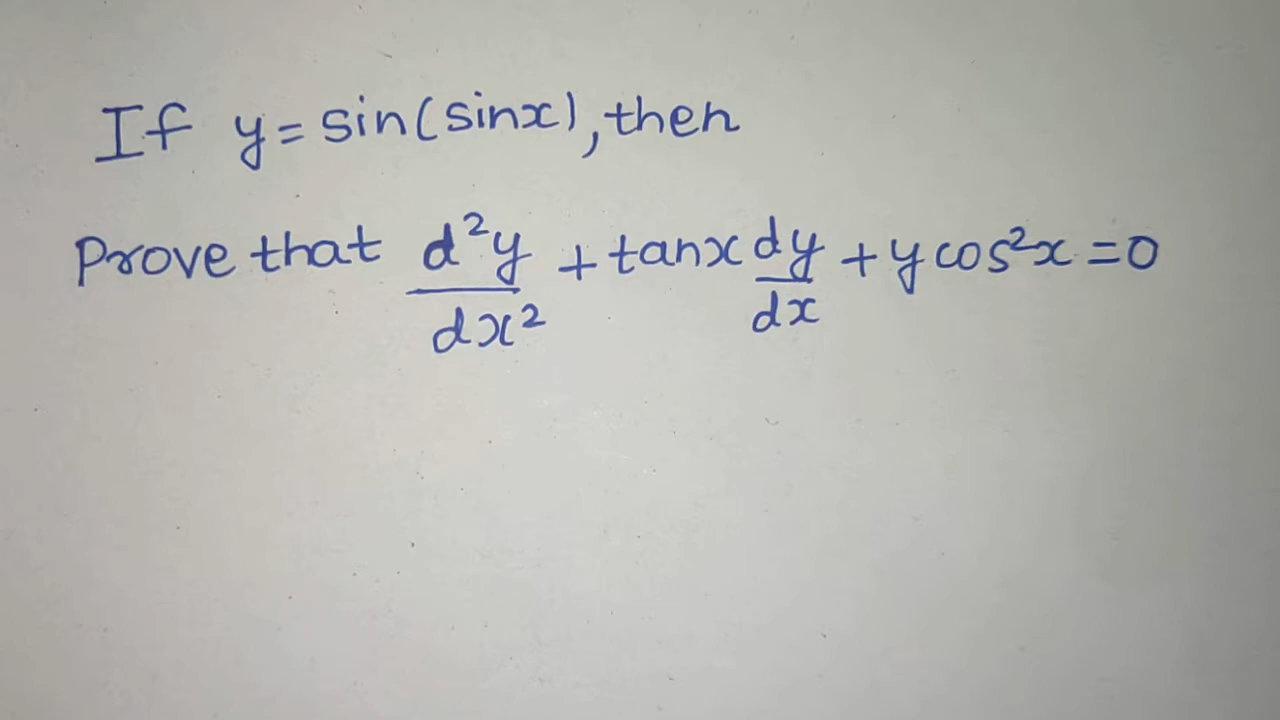 If y = sin(sinx), then
Prove that d²y/dx² + tanx dy/dx + y cos²x = 0